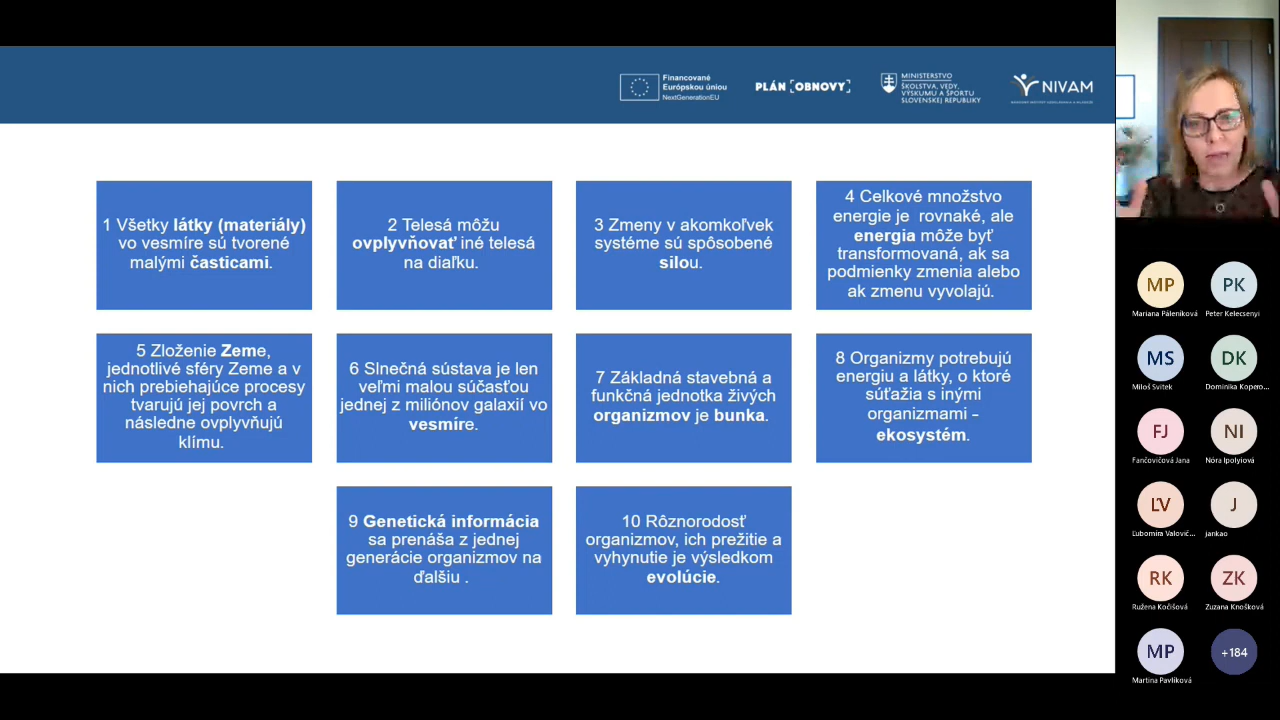 Financované
Európskou úniou
NextGenerationEU
PLÁN [OBNOVY]
MINISTERSTVO
ŠKOLSTVA, VEDY,
VÝSKUMU A ŠPORTU
SLOVENSKEJ REPUBLIKY
NIVAM
1 Všetky látky (materiály)
vo vesmíre sú tvorené
malými časticami.
2 Telesá môžu
ovplyvňovať iné telesá
na diaľku.
3 Zmeny v akomkoľvek
systéme sú spôsobené
silou.
4 Celkové množstvo
energie je rovnaké, ale
energia môže byť
transformovaná, ak sa
podmienky zmenia alebo
ak zmenu vyvolajú.
5 Zloženie Zeme,
jednotlivé sféry Zeme a v
nich prebiehajúce procesy
tvarujú jej povrch a
následne ovplyvňujú
klímu.
6 Slnečná sústava je len
veľmi malou súčasťou
jednej z miliónov galaxií vo
vesmíre.
7 Základná stavebná a
funkčná jednotka živých
organizmov je bunka.
8 Organizmy potrebujú
energiu a látky, o ktoré
súťažia s inými
organizmami –
ekosystém.
9 Genetická informácia
sa prenáša z jednej
generácie organizmov na
ďalšiu .
10 Rôznorodosť
organizmov, ich prežitie a
vyhynutie je výsledkom
evolúcie.
MP
PK
Mariana Páleníková
Peter Kelecsenyi
MS
DK
Miloš Svitek
Dominika Kopero...
FJ
NI
Fančovičová Jana
Nóra Ipolyiová
ĽV
J
Ľubomíra Valovič...
jankao
RK
ZK
Ružena Kočišová
Zuzana Knošková
MP
+184
Martina Pavlíková